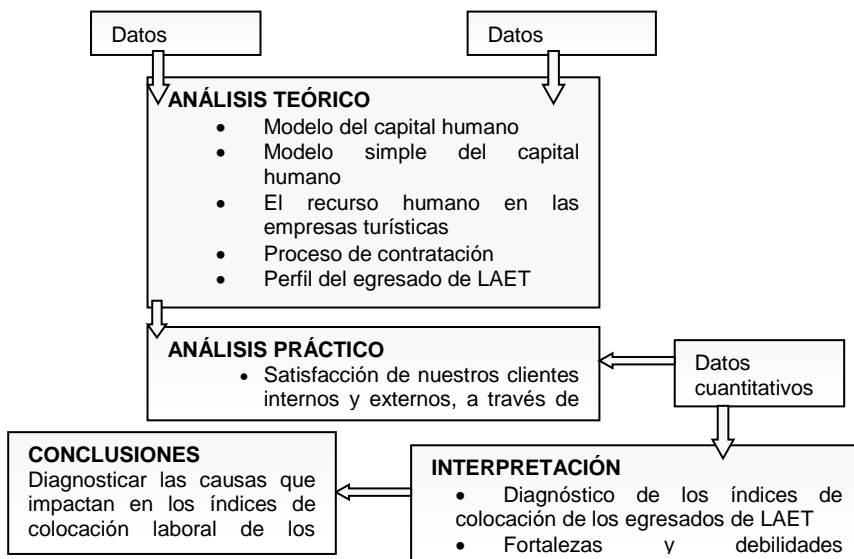 Datos
Datos
ANÁLISIS TEÓRICO
• Modelo del capital humano
• Modelo simple del capital
humano
• El recurso humano en las
empresas turísticas
• Proceso de contratación
• Perfil del egresado de LAET
ANÁLISIS PRÁCTICO
• Satisfacción de nuestros clientes
internos y externos, a través de
Datos
cuantitativos
CONCLUSIONES
Diagnosticar las causas que
impactan en los índices de
colocación laboral de los
INTERPRETACIÓN
• Diagnóstico de los índices de
colocación de los egresados de LAET
• Fortalezas y debilidades